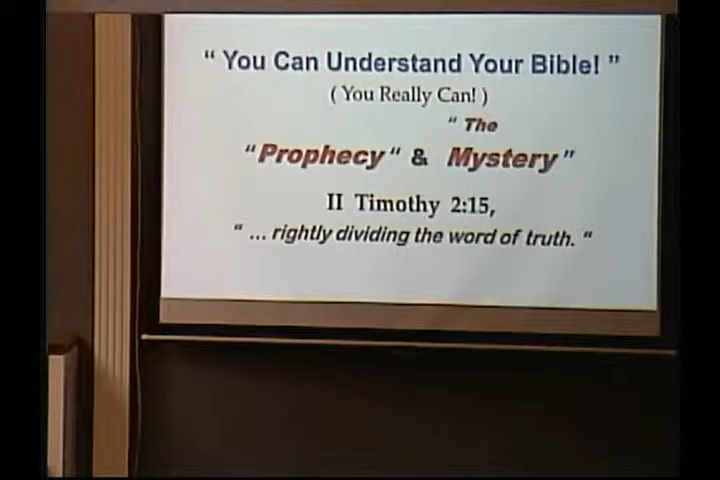 “ You Can Understand Your Bible! ”
( You Really Can! )
“ The
“Prophecy“ & Mystery”
II Timothy 2:15,
“ ... rightly dividing the word of truth. “